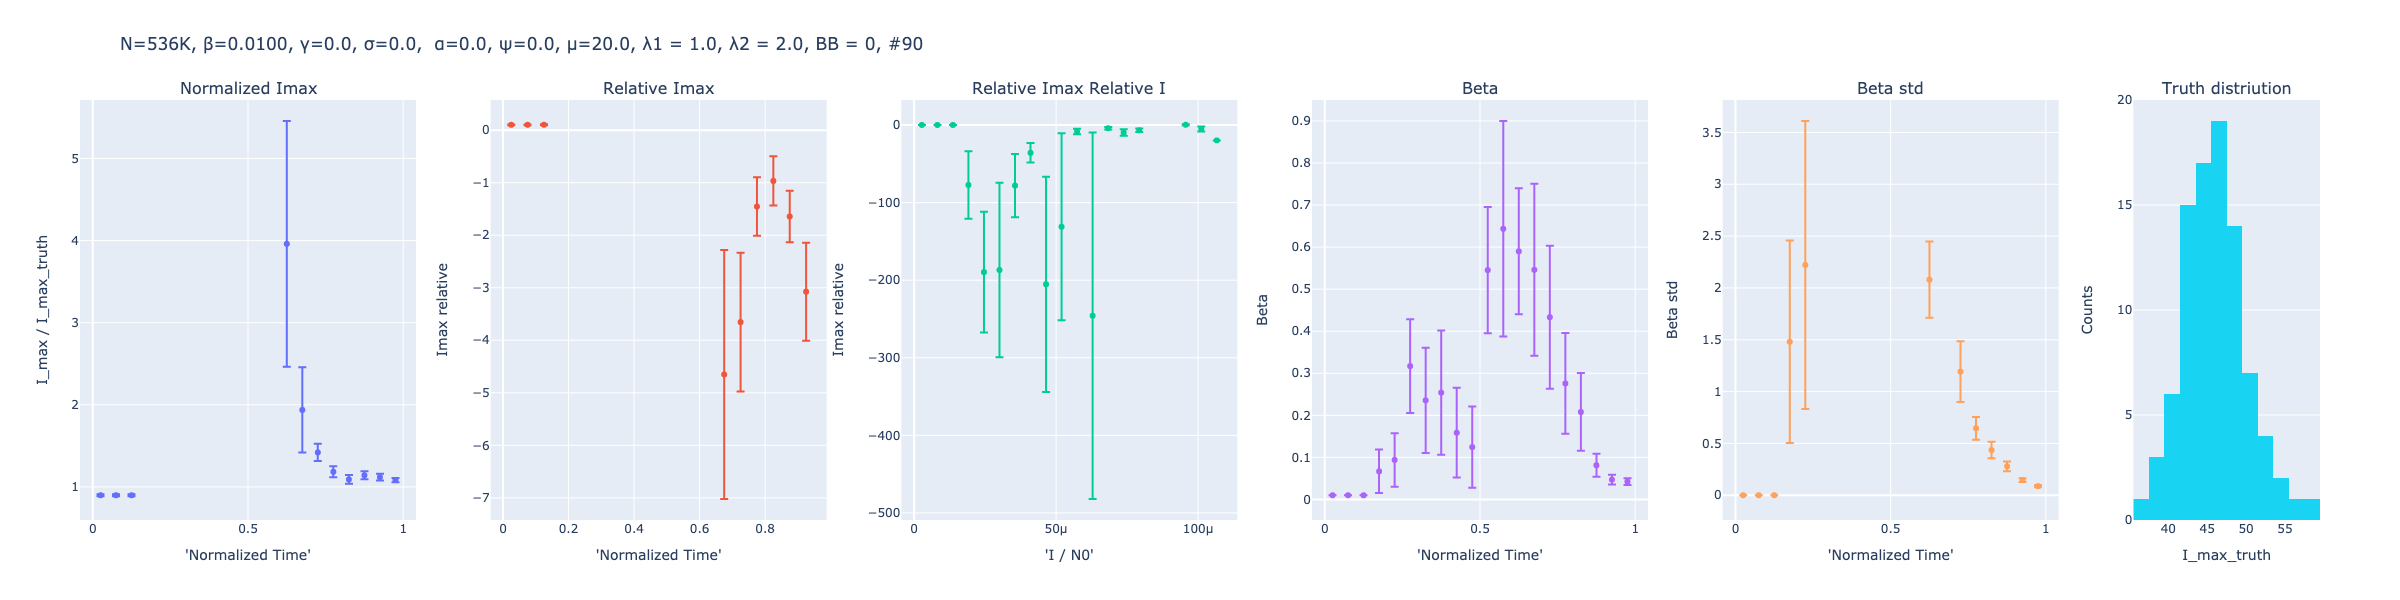 N=536K, β=0.0100, γ=0.0, σ=0.0,  α=0.0, ψ=0.0, μ=20.0, λ1 = 1.0, λ2 = 2.0, BB = 0, #90
Normalized Imax
I_max / I_max_truth
5
4
3
2
1
0
0.5
1
'Normalized Time'
Relative Imax
Imax relative
0
−1
−2
−3
−4
−5
−6
−7
0
0.2
0.4
0.6
0.8
'Normalized Time'
Relative Imax Relative I
Imax relative
0
−100
−200
−300
−400
−500
0
50μ
100μ
'I / N0'
Beta
Beta
0.9
0.8
0.7
0.6
0.5
0.4
0.3
0.2
0.1
0
0
0.5
1
'Normalized Time'
Beta std
Beta std
3.5
3
2.5
2
1.5
1
0.5
0
0
0.5
1
'Normalized Time'
Truth distriution
Counts
20
15
10
5
0
40
45
50
55
I_max_truth